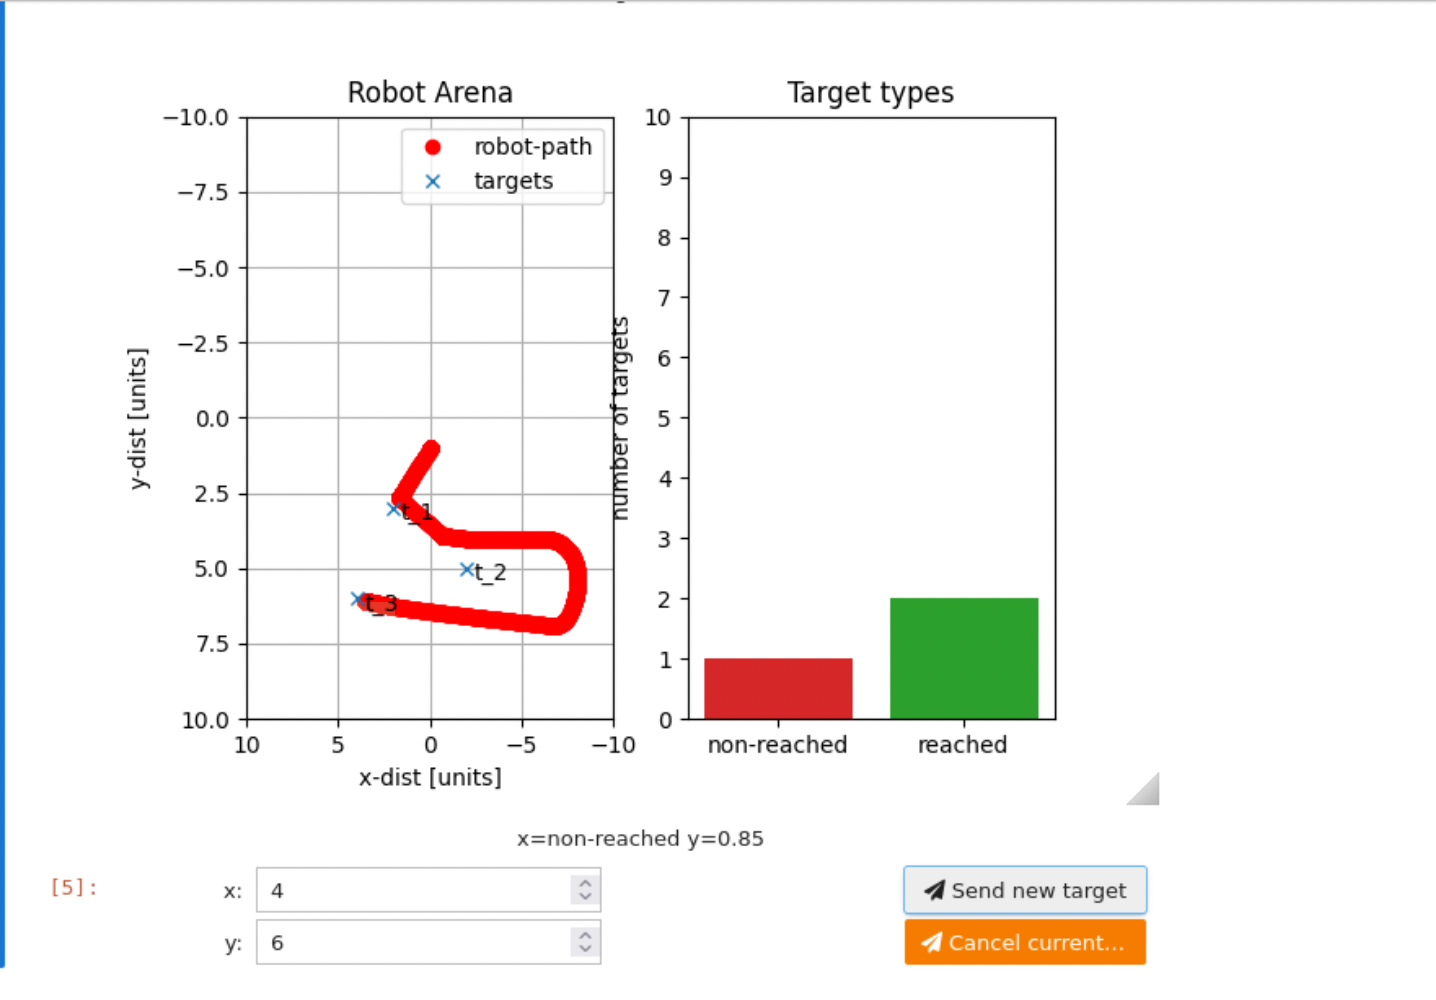 Robot Arena
Target types
robot-path
targets
−10.0
−7.5
−5.0
−2.5
0.0
2.5
5.0
7.5
10.0
y-dist [units]
t_1
t_2
t_3
10 5 0 −5 −10
x-dist [units]
number of targets
10
9
8
7
6
5
4
3
2
1
0
non-reached reached
x=non-reached y=0.85
[5]:
x: 4
Send new target
y: 6
Cancel current...